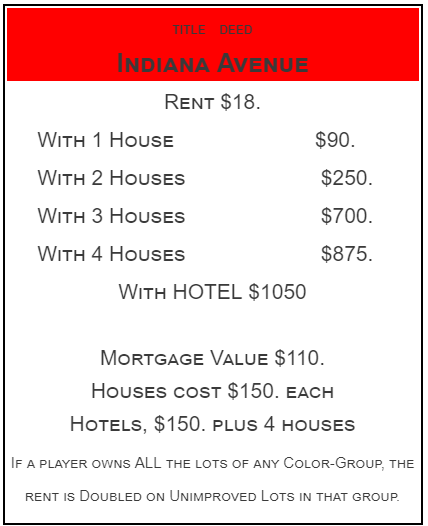 TITLE DEED
INDIANA AVENUE
RENT $18.
WITH 1 HOUSE $90.
WITH 2 HOUSES $250.
WITH 3 HOUSES $700.
WITH 4 HOUSES $875.
WITH HOTEL $1050
MORTGAGE VALUE $110.
HOUSES COST $150. EACH
HOTELS, $150. PLUS 4 HOUSES
IF A PLAYER OWNS ALL THE LOTS OF ANY COLOR-GROUP, THE
RENT IS DOUBLED ON UNIMPROVED LOTS IN THAT GROUP.